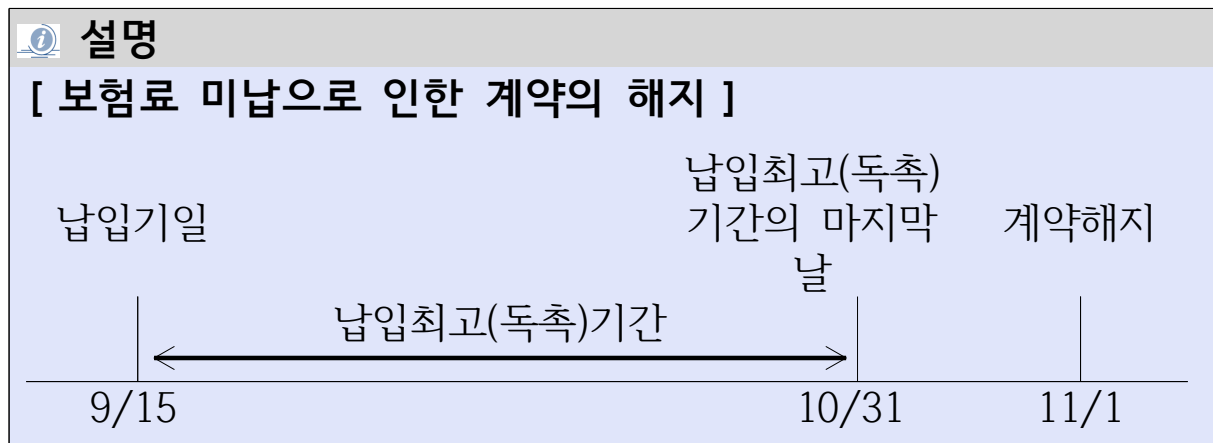 설명
[ 보험료 미납으로 인한 계약의 해지 ]
납입기일
납입최고(독촉)
기간의 마지막
날
계약해지
납입최고(독촉)기간
9/15
10/31
11/1